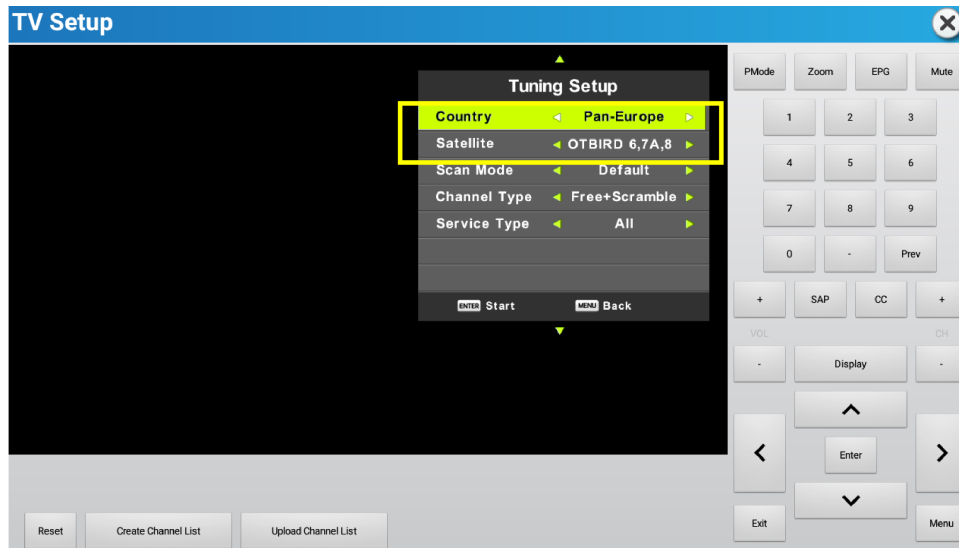 TV Setup
Tuning Setup
Country Pan-Europe
Satellite OTBIRD 6,7A,8
Scan Mode Default
Channel Type Free+Scramble
Service Type All
ENTER Start MENU Back
PMode Zoom EPG Mute
1 2 3
4 5 6
7 8 9
0 - Prev
+ SAP CC +
VOL CH
- Display -
Enter
Exit Menu
Reset Create Channel List Upload Channel List